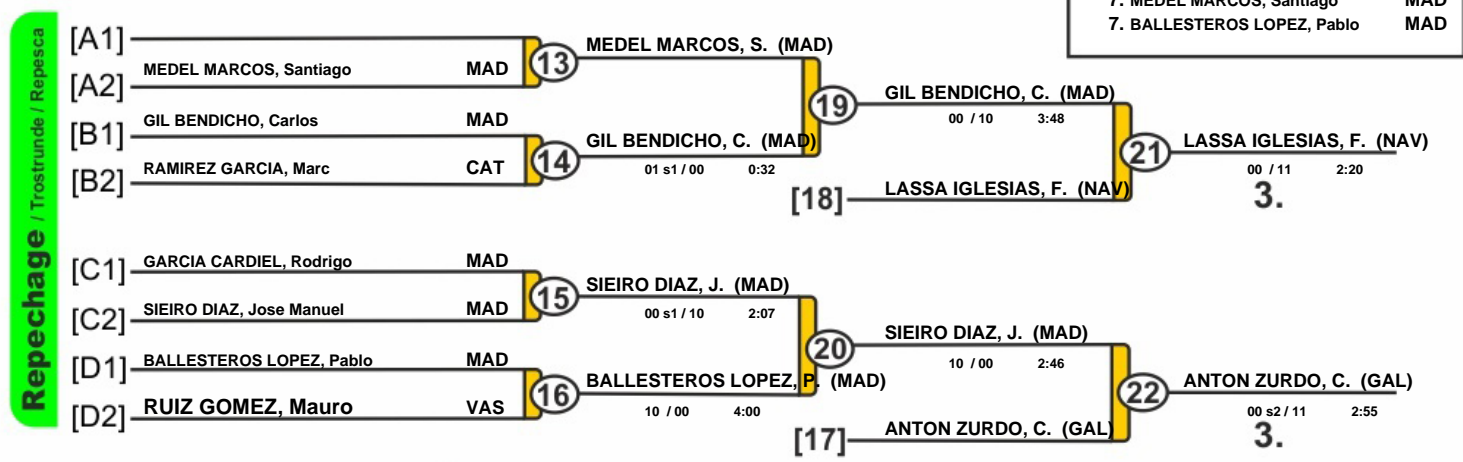 7. MEDEL MARCOS, Santiago MAD
7. BALLESTEROS LOPEZ, Pablo MAD
Repechage / Trostrunde / Repesca
[A1]
[A2] MEDEL MARCOS, Santiago MAD
13 MEDEL MARCOS, S. (MAD)
[B1] GIL BENDICHO, Carlos MAD
[B2] RAMIREZ GARCIA, Marc CAT
14 GIL BENDICHO, C. (MAD)
01 s1 / 00 0:32
19 GIL BENDICHO, C. (MAD)
00 / 10 3:48
[18] LASSA IGLESIAS, F. (NAV)
21 LASSA IGLESIAS, F. (NAV)
00 / 11 2:20
3.
[C1] GARCIA CARDIEL, Rodrigo MAD
[C2] SIEIRO DIAZ, Jose Manuel MAD
15 SIEIRO DIAZ, J. (MAD)
00 s1 / 10 2:07
[D1] BALLESTEROS LOPEZ, Pablo MAD
[D2] RUIZ GOMEZ, Mauro VAS
16 BALLESTEROS LOPEZ, P. (MAD)
10 / 00 4:00
20 SIEIRO DIAZ, J. (MAD)
10 / 00 2:46
[17] ANTON ZURDO, C. (GAL)
22 ANTON ZURDO, C. (GAL)
00 s2 / 11 2:55
3.